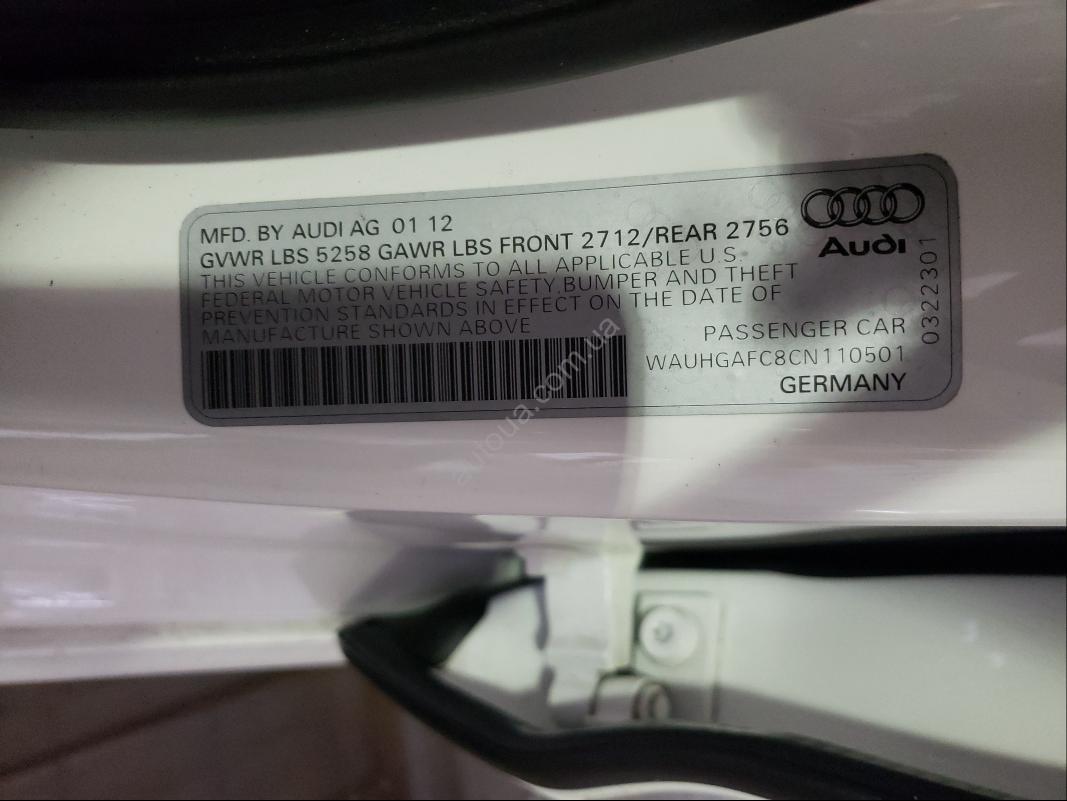 MFD. BY AUDI AG 01 12
GVWR LBS 5258 GAWR LBS FRONT 2712/REAR 2756
THIS VEHICLE CONFORMS TO ALL APPLICABLE U.S.
FEDERAL MOTOR VEHICLE SAFETY,BUMPER AND THEFT
PREVENTION STANDARDS IN EFFECT ON THE DATE OF
MANUFACTURE SHOWN ABOVE
PASSENGER CAR
WAUHGAFC8CN110501
GERMANY
Audi
0322301
autoua.com.ua